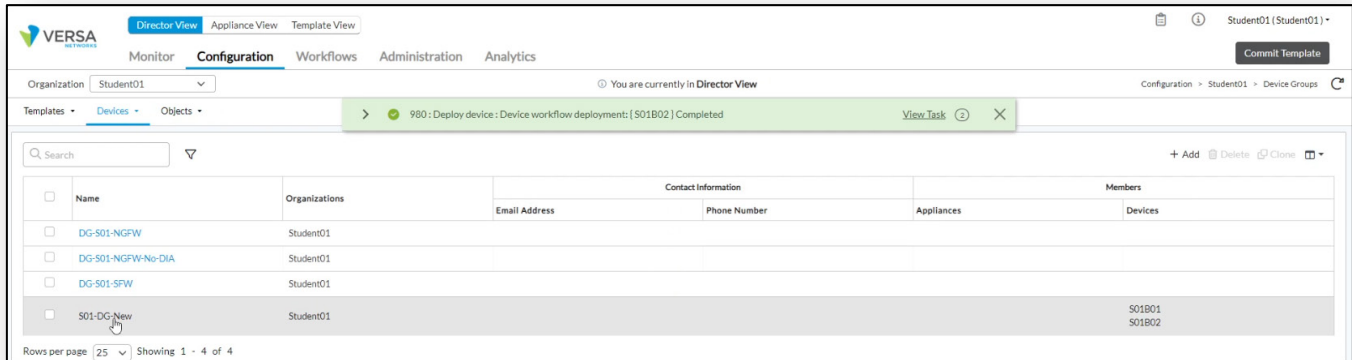 Director View Appliance View Template View Student01 (Student01)
VERSA
NETWORKS
Monitor Configuration Workflows Administration Analytics Commit Template
Organization Student01 You are currently in Director View Configuration > Student01 > Device Groups
Templates Devices Objects > 980 : Deploy device : Device workflow deployment: [ S01B02 ] Completed View Task 2
Search + Add Delete Clone
Contact Information Members
Name Organizations
Email Address Phone Number Appliances Devices
DG-S01-NGFW Student01
DG-S01-NGFW-No-DIA Student01
DG-S01-SFW Student01
S01-DG-New Student01 S01B01
S01B02
Rows per page 25 Showing 1 - 4 of 4